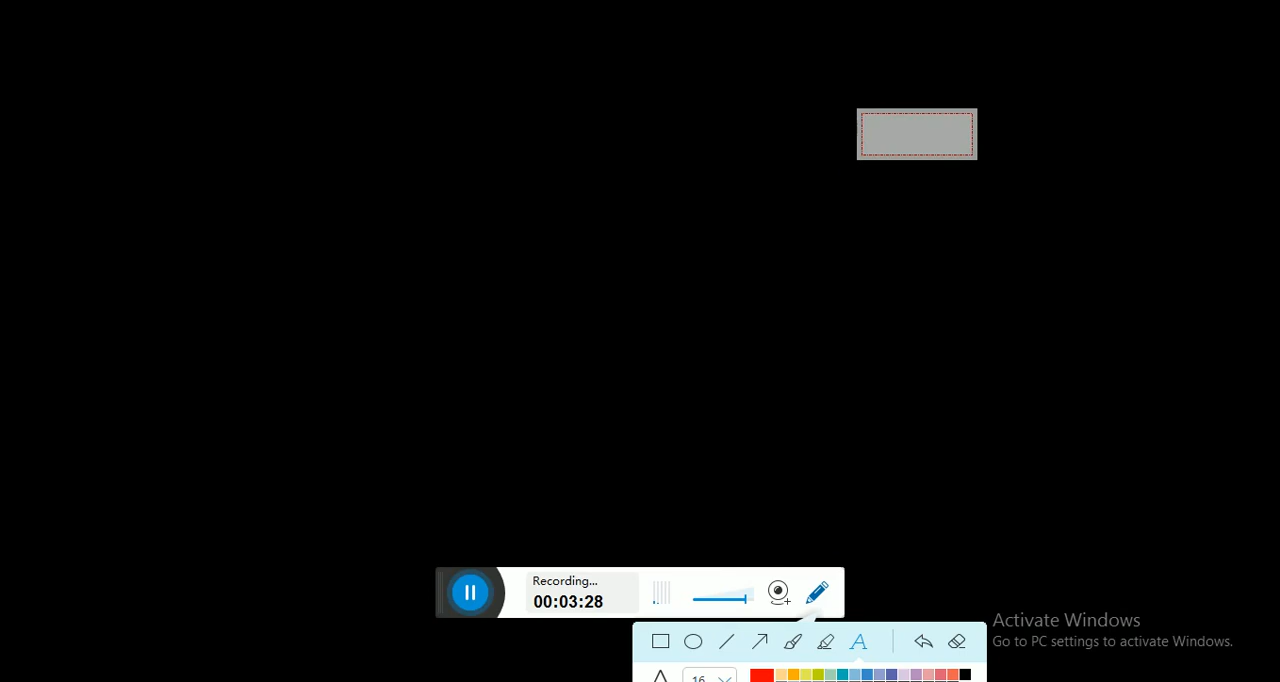 Recording...
00:03:28
A
16
Activate Windows
Go to PC settings to activate Windows.